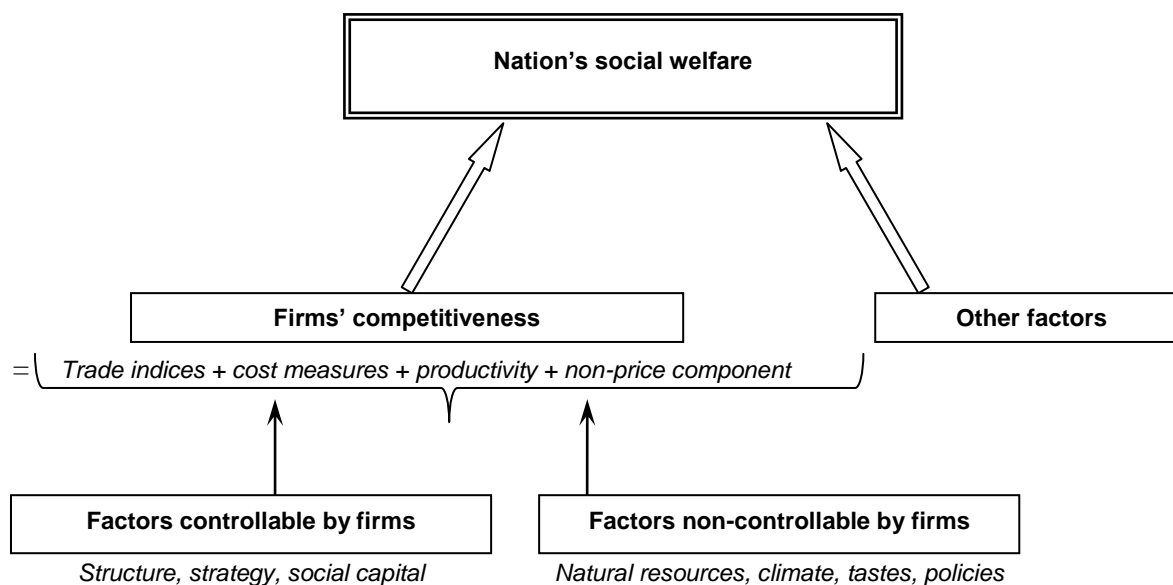 Nation’s social welfare
Firms’ competitiveness
Other factors
= Trade indices + cost measures + productivity + non-price component
Factors controllable by firms
Factors non-controllable by firms
Structure, strategy, social capital
Natural resources, climate, tastes, policies